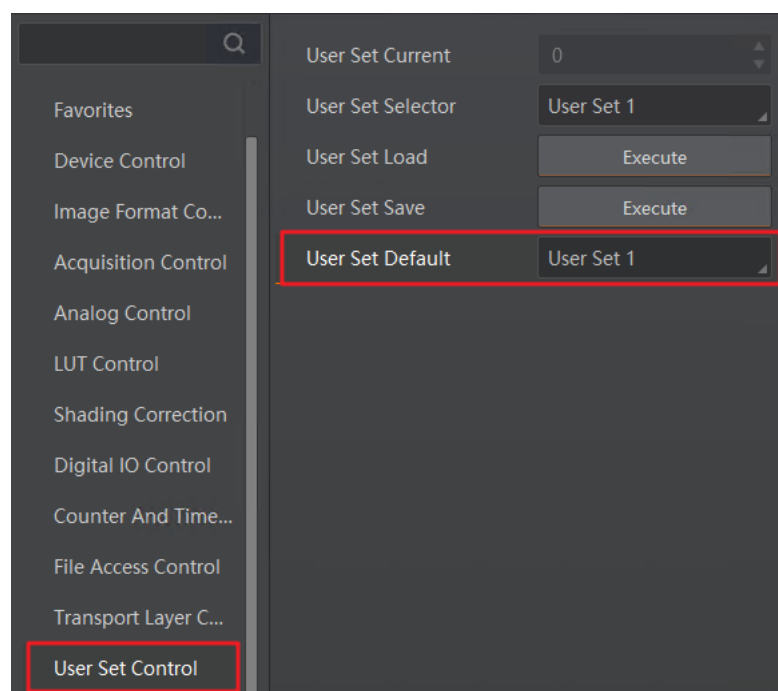 Favorites
Device Control
Image Format Co...
Acquisition Control
Analog Control
LUT Control
Shading Correction
Digital IO Control
Counter And Time...
File Access Control
Transport Layer C...
User Set Control
User Set Current 0
User Set Selector User Set 1
User Set Load Execute
User Set Save Execute
User Set Default User Set 1